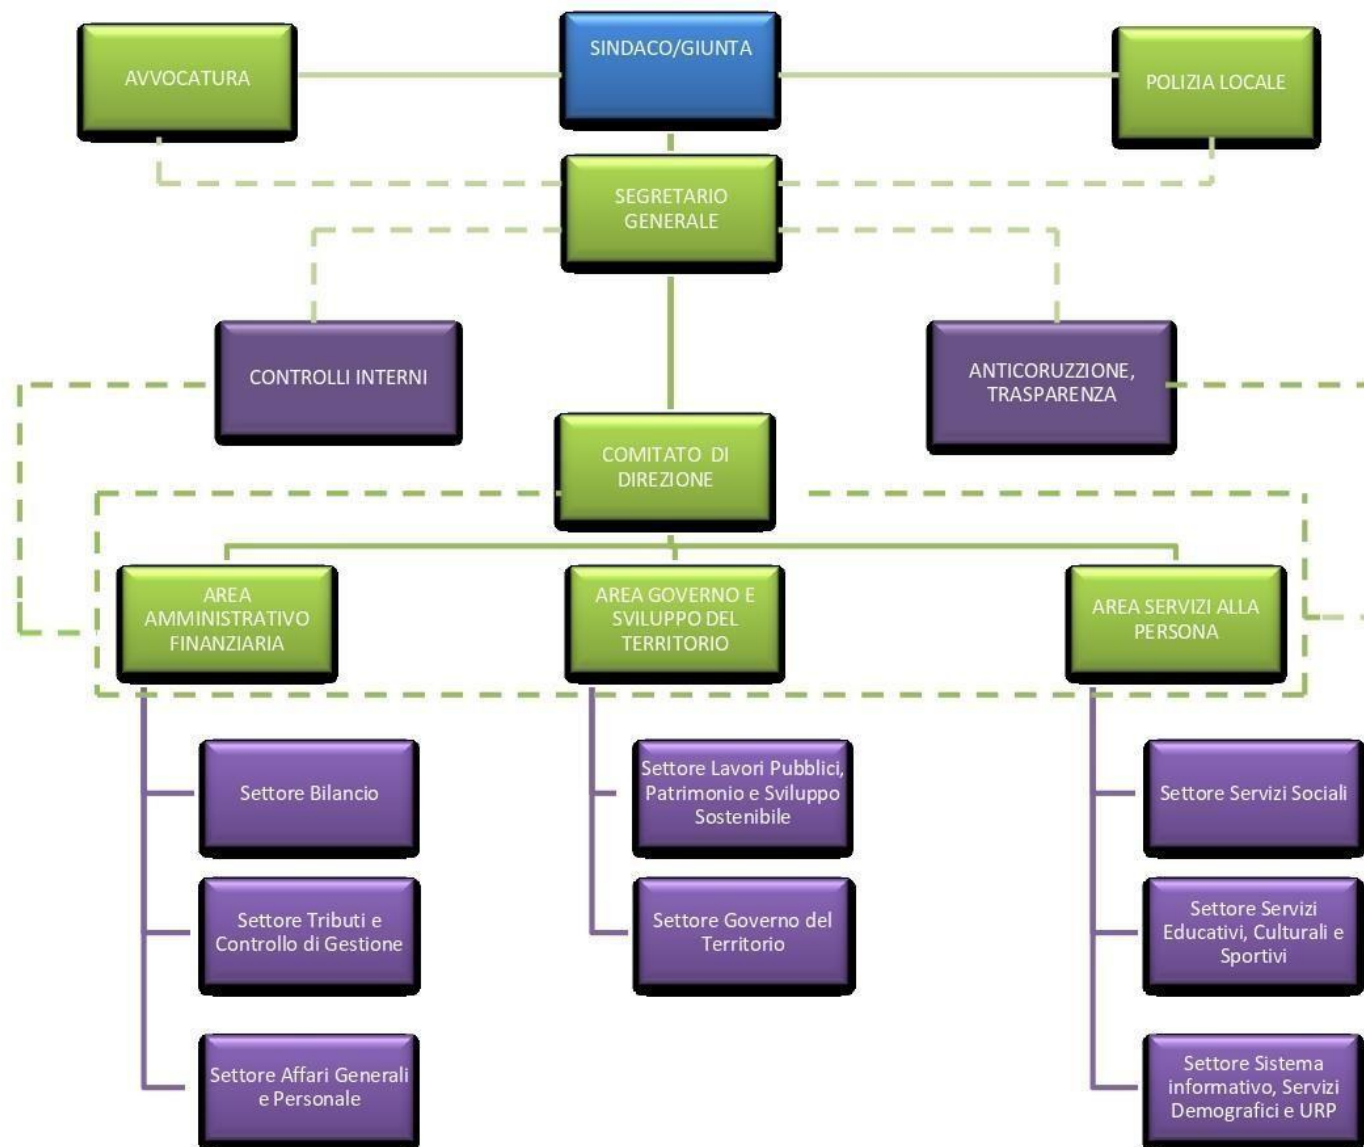 SINDACO/GIUNTA
AVVOCATURA
POLIZIA LOCALE
SEGRETARIO
GENERALE
CONTROLLI INTERNI
ANTICORUZZIONE,
TRASPARENZA
COMITATO DI
DIREZIONE
AREA
AMMINISTRATIVO
FINANZIARIA
AREA GOVERNO E
SVILUPPO DEL
TERRITORIO
AREA SERVIZI ALLA
PERSONA
Settore Bilancio
Settore Lavori Pubblici,
Patrimonio e Sviluppo
Sostenibile
Settore Servizi Sociali
Settore Tributi e
Controllo di Gestione
Settore Governo del
Territorio
Settore Servizi
Educativi, Culturali e
Sportivi
Settore Affari Generali
e Personale
Settore Sistema
informativo, Servizi
Demografici e URP